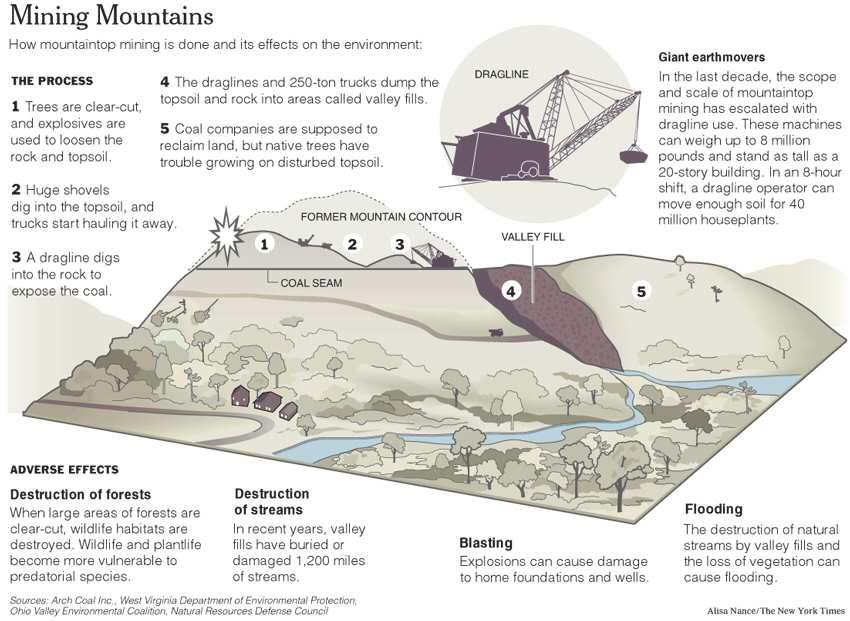 Mining Mountains
How mountaintop mining is done and its effects on the environment:
THE PROCESS
1 Trees are clear-cut,
and explosives are
used to loosen the
rock and topsoil.
2 Huge shovels
dig into the topsoil, and
trucks start hauling it away.
3 A dragline digs
into the rock to
expose the coal.
4 The draglines and 250-ton trucks dump the
topsoil and rock into areas called valley fills.
5 Coal companies are supposed to
reclaim land, but native trees have
trouble growing on disturbed topsoil.
DRAGLINE
Giant earthmovers
In the last decade, the scope
and scale of mountaintop
mining has escalated with
dragline use. These machines
can weigh up to 8 million
pounds and stand as tall as a
20-story building. In an 8-hour
shift, a dragline operator can
move enough soil for 40
million houseplants.
FORMER MOUNTAIN CONTOUR
VALLEY FILL
1
2
3
COAL SEAM
4
5
ADVERSE EFFECTS
Destruction of forests
When large areas of forests are
clear-cut, wildlife habitats are
destroyed. Wildlife and plantlife
become more vulnerable to
predatorial species.
Destruction
of streams
In recent years, valley
fills have buried or
damaged 1,200 miles
of streams.
Blasting
Explosions can cause damage
to home foundations and wells.
Flooding
The destruction of natural
streams by valley fills and
the loss of vegetation can
cause flooding.
Sources: Arch Coal Inc., West Virginia Department of Environmental Protection,
Ohio Valley Environmental Coalition, Natural Resources Defense Council
Alisa Nance/The New York Times